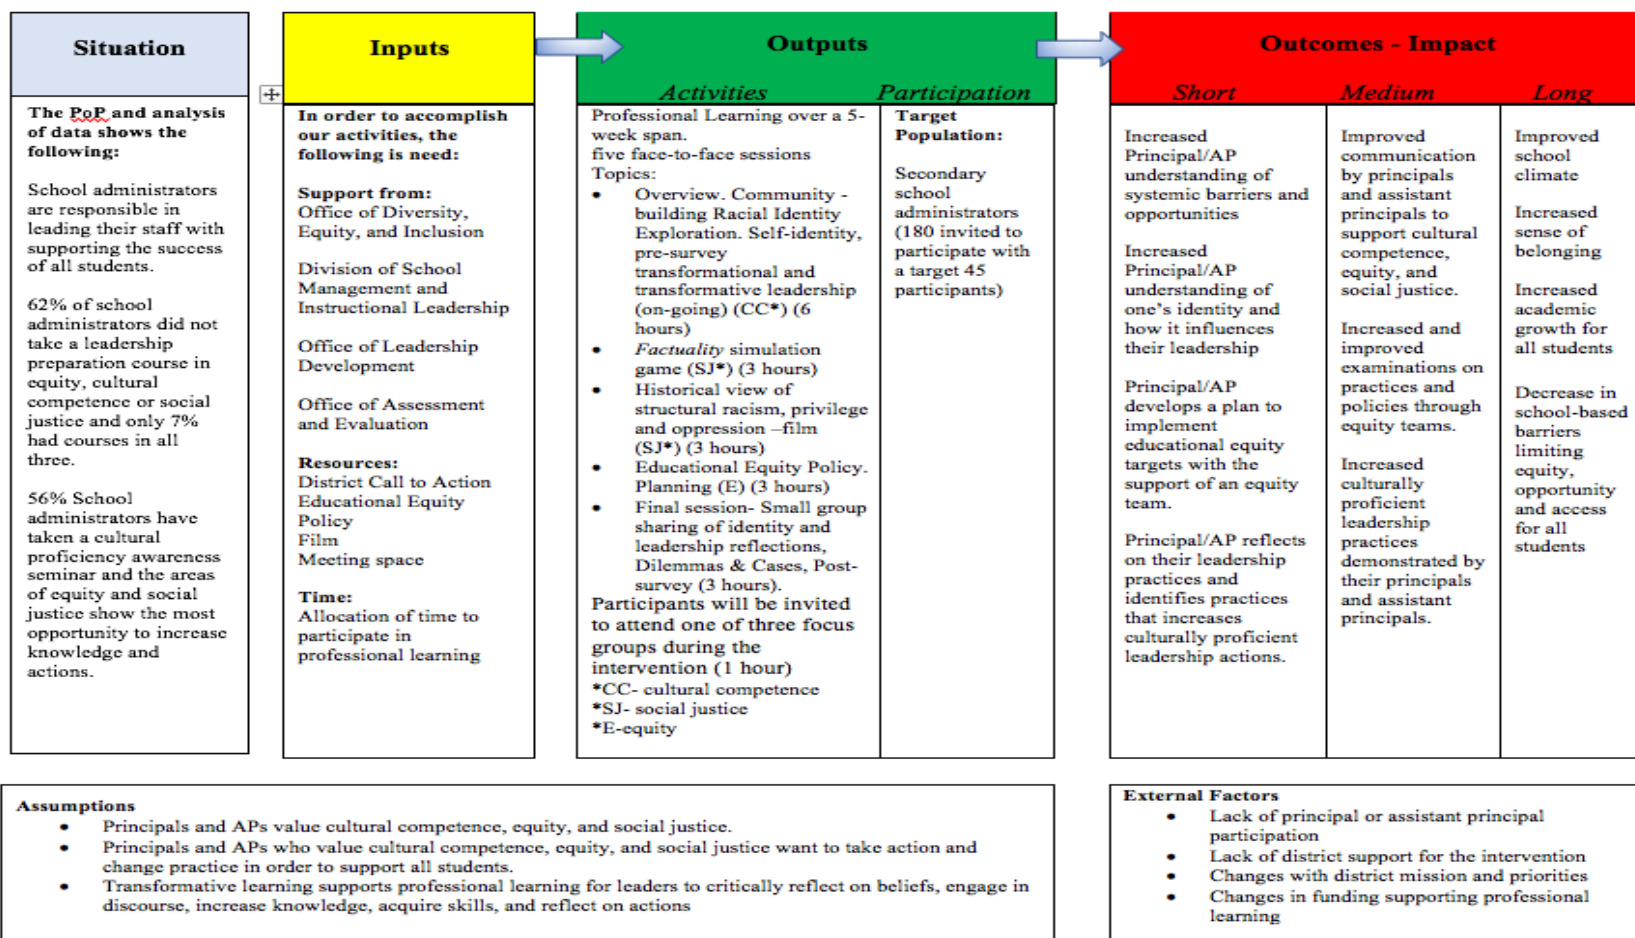 Situation
The PoP and analysis
of data shows the
following:
School administrators
are responsible in
leading their staff with
supporting the success
of all students.
62% of school
administrators did not
take a leadership
preparation course in
equity, cultural
competence or social
justice and only 7%
had courses in all
three.
56% School
administrators have
taken a cultural
proficiency awareness
seminar and the areas
of equity and social
justice show the most
opportunity to increase
knowledge and
actions.
Inputs
In order to accomplish
our activities, the
following is need:
Support from:
Office of Diversity,
Equity, and Inclusion
Division of School
Management and
Instructional Leadership
Office of Leadership
Development
Office of Assessment
and Evaluation
Resources:
District Call to Action
Educational Equity
Policy
Film
Meeting space
Time:
Allocation of time to
participate in
professional learning
Outputs
Activities
Professional Learning over a 5-
week span.
five face-to-face sessions
Topics:
• Overview. Community -
building Racial Identity
Exploration. Self-identity,
pre-survey
transformational and
transformative leadership
(on-going) (CC*) (6
hours)
• Factuality simulation
game (SJ*) (3 hours)
• Historical view of
structural racism, privilege
and oppression –film
(SJ*) (3 hours)
• Educational Equity Policy.
Planning (E) (3 hours)
• Final session- Small group
sharing of identity and
leadership reflections,
Dilemmas & Cases, Post-
survey (3 hours).
Participants will be invited
to attend one of three focus
groups during the
intervention (1 hour)
*CC- cultural competence
*SJ- social justice
*E-equity
Participation
Target
Population:
Secondary
school
administrators
(180 invited to
participate with
a target 45
participants)
Outcomes - Impact
Short
Increased
Principal/AP
understanding of
systemic barriers and
opportunities
Increased
Principal/AP
understanding of
one's identity and
how it influences
their leadership
Principal/AP
develops a plan to
implement
educational equity
targets with the
support of an equity
team.
Principal/AP reflects
on their leadership
practices and
identifies practices
that increases
culturally proficient
leadership actions.
Medium
Improved
communication
by principals
and assistant
principals to
support cultural
competence,
equity, and
social justice.
Increased and
improved
examinations on
practices and
policies through
equity teams.
Increased
culturally
proficient
leadership
practices
demonstrated by
their principals
and assistant
principals.
Long
Improved
school
climate
Increased
sense of
belonging
Increased
academic
growth for
all students
Decrease in
school-based
barriers
limiting
equity,
opportunity
and access
for all
students
Assumptions
• Principals and APs value cultural competence, equity, and social justice.
• Principals and APs who value cultural competence, equity, and social justice want to take action and
change practice in order to support all students.
• Transformative learning supports professional learning for leaders to critically reflect on beliefs, engage in
discourse, increase knowledge, acquire skills, and reflect on actions
External Factors
• Lack of principal or assistant principal
participation
• Lack of district support for the intervention
• Changes with district mission and priorities
• Changes in funding supporting professional
learning